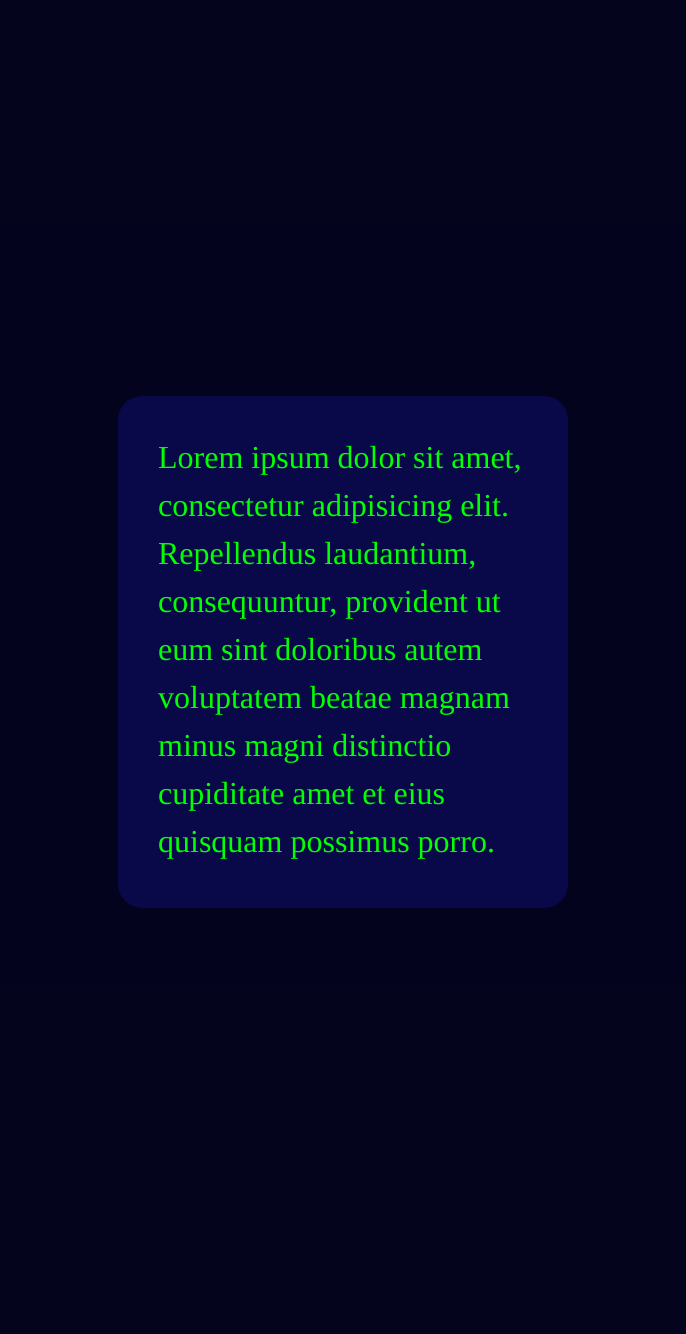 Lorem ipsum dolor sit amet,
consectetur adipisicing elit.
Repellendus laudantium,
consequuntur, provident ut
eum sint doloribus autem
voluptatem beatae magnam
minus magni distinctio
cupiditate amet et eius
quisquam possimus porro.